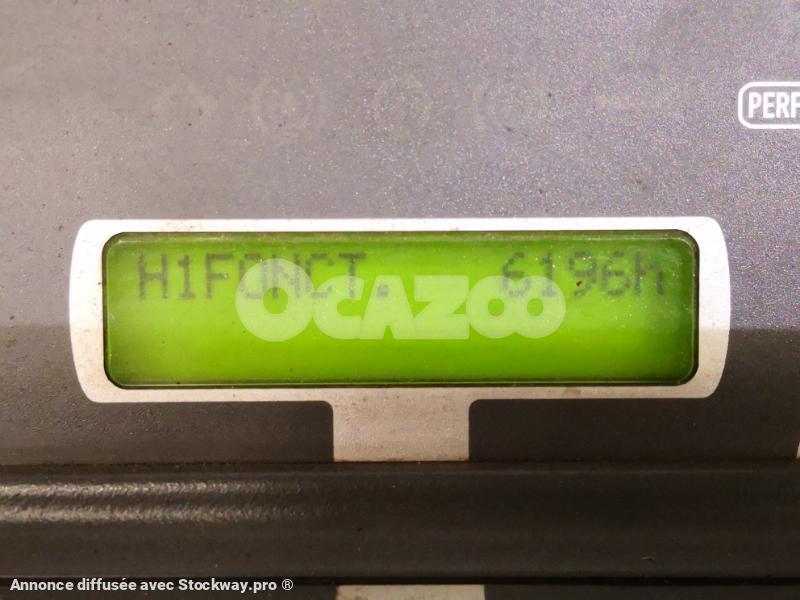 PERF
H1FONCT. 6196h
OCAZOO
Annonce diffusée avec Stockway.pro ®